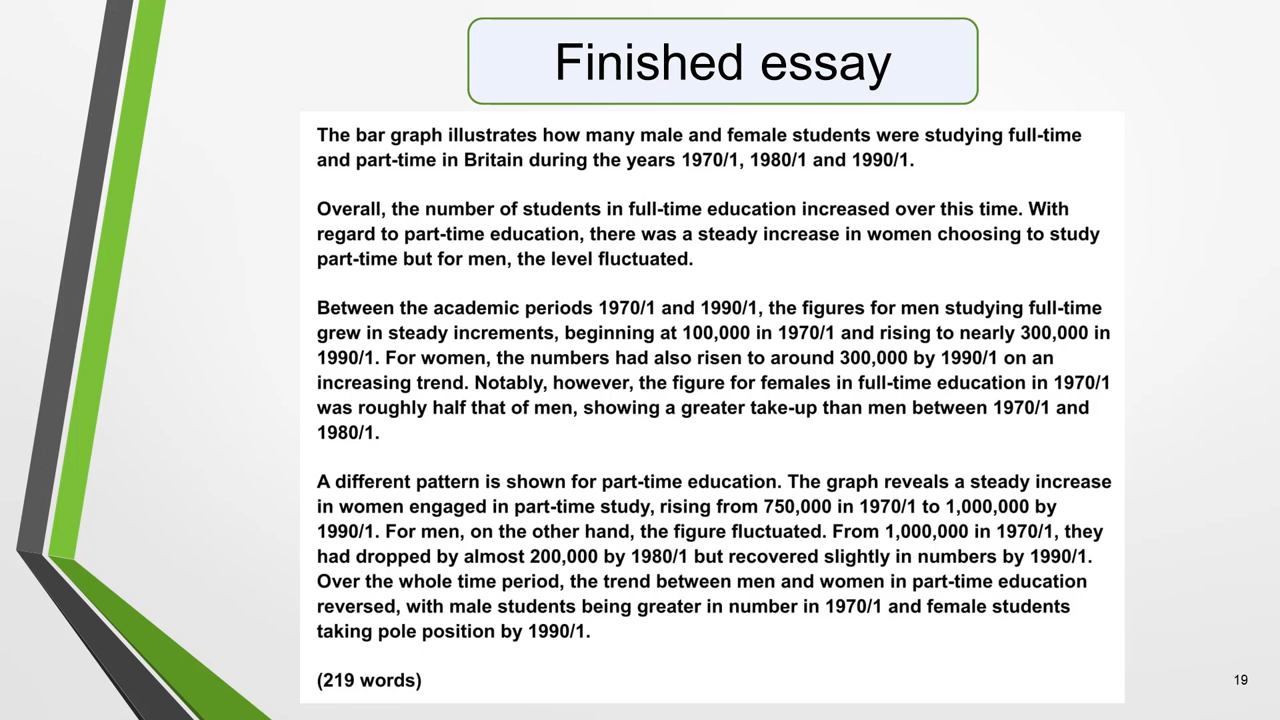 Finished essay
The bar graph illustrates how many male and female students were studying full-time
and part-time in Britain during the years 1970/1, 1980/1 and 1990/1.
Overall, the number of students in full-time education increased over this time. With
regard to part-time education, there was a steady increase in women choosing to study
part-time but for men, the level fluctuated.
Between the academic periods 1970/1 and 1990/1, the figures for men studying full-time
grew in steady increments, beginning at 100,000 in 1970/1 and rising to nearly 300,000 in
1990/1. For women, the numbers had also risen to around 300,000 by 1990/1 on an
increasing trend. Notably, however, the figure for females in full-time education in 1970/1
was roughly half that of men, showing a greater take-up than men between 1970/1 and
1980/1.
A different pattern is shown for part-time education. The graph reveals a steady increase
in women engaged in part-time study, rising from 750,000 in 1970/1 to 1,000,000 by
1990/1. For men, on the other hand, the figure fluctuated. From 1,000,000 in 1970/1, they
had dropped by almost 200,000 by 1980/1 but recovered slightly in numbers by 1990/1.
Over the whole time period, the trend between men and women in part-time education
reversed, with male students being greater in number in 1970/1 and female students
taking pole position by 1990/1.
(219 words)
19